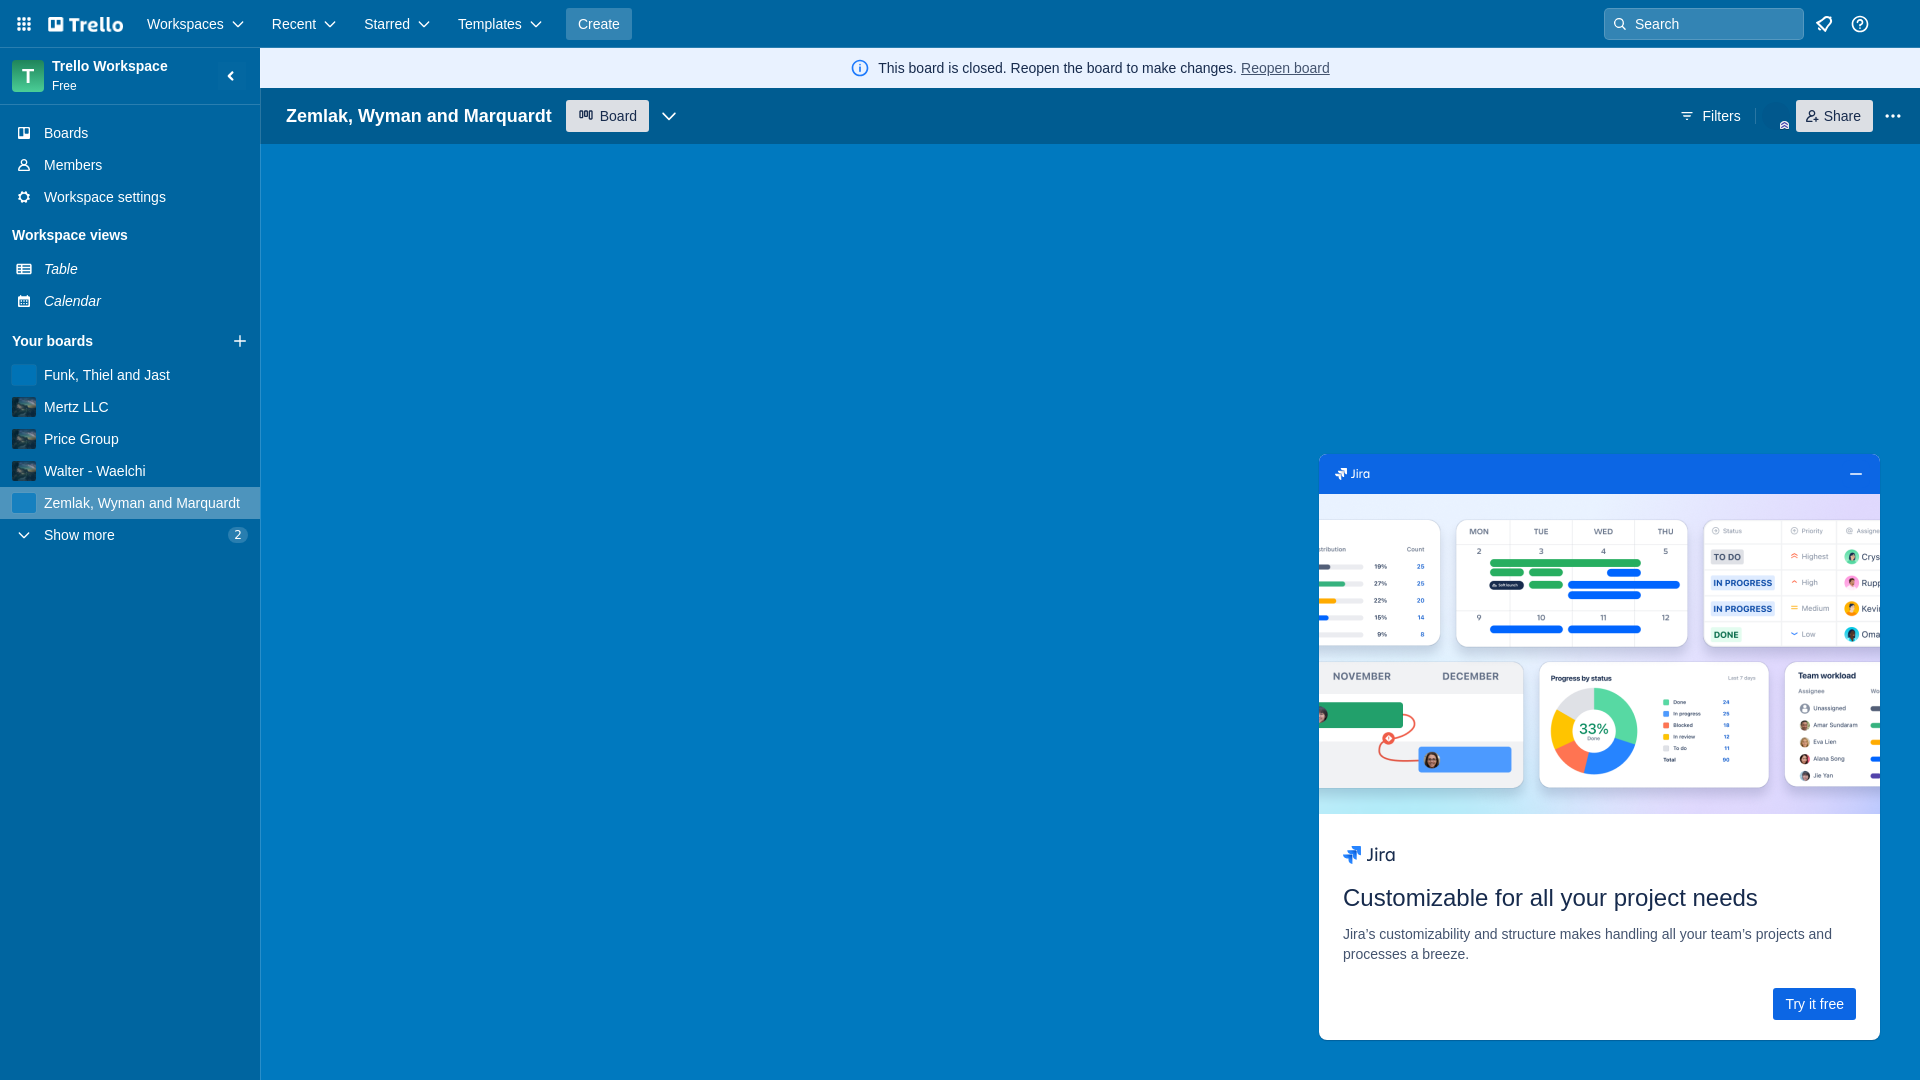 Trello
Workspaces
Recent
Starred
Templates
Create
Search
T
Trello Workspace
Free
This board is closed. Reopen the board to make changes. Reopen board
Zemlak, Wyman and Marquardt
Board
Filters
Share
Boards
Members
Workspace settings
Workspace views
Table
Calendar
Your boards
Funk, Thiel and Jast
Mertz LLC
Price Group
Walter - Waelchi
Zemlak, Wyman and Marquardt
Show more 2
Jira
tribution Count
19% 25
27% 25
22% 20
15% 14
9% 8
MON TUE WED THU
2 3 4 5
Soft launch
9 10 11 12
Status Priority Assigne
TO DO Highest Crys
IN PROGRESS High Rupp
IN PROGRESS Medium Kevi
DONE Low Oma
NOVEMBER DECEMBER
Progress by status Last 7 days
33%
Done
Done 24
In progress 25
Blocked 18
In review 12
To do 11
Total 90
Team workload
Assignee Wo
Unassigned
Amar Sundaram
Eva Lien
Alana Song
Jie Yan
Jira
Customizable for all your project needs
Jira’s customizability and structure makes handling all your team’s projects and
processes a breeze.
Try it free